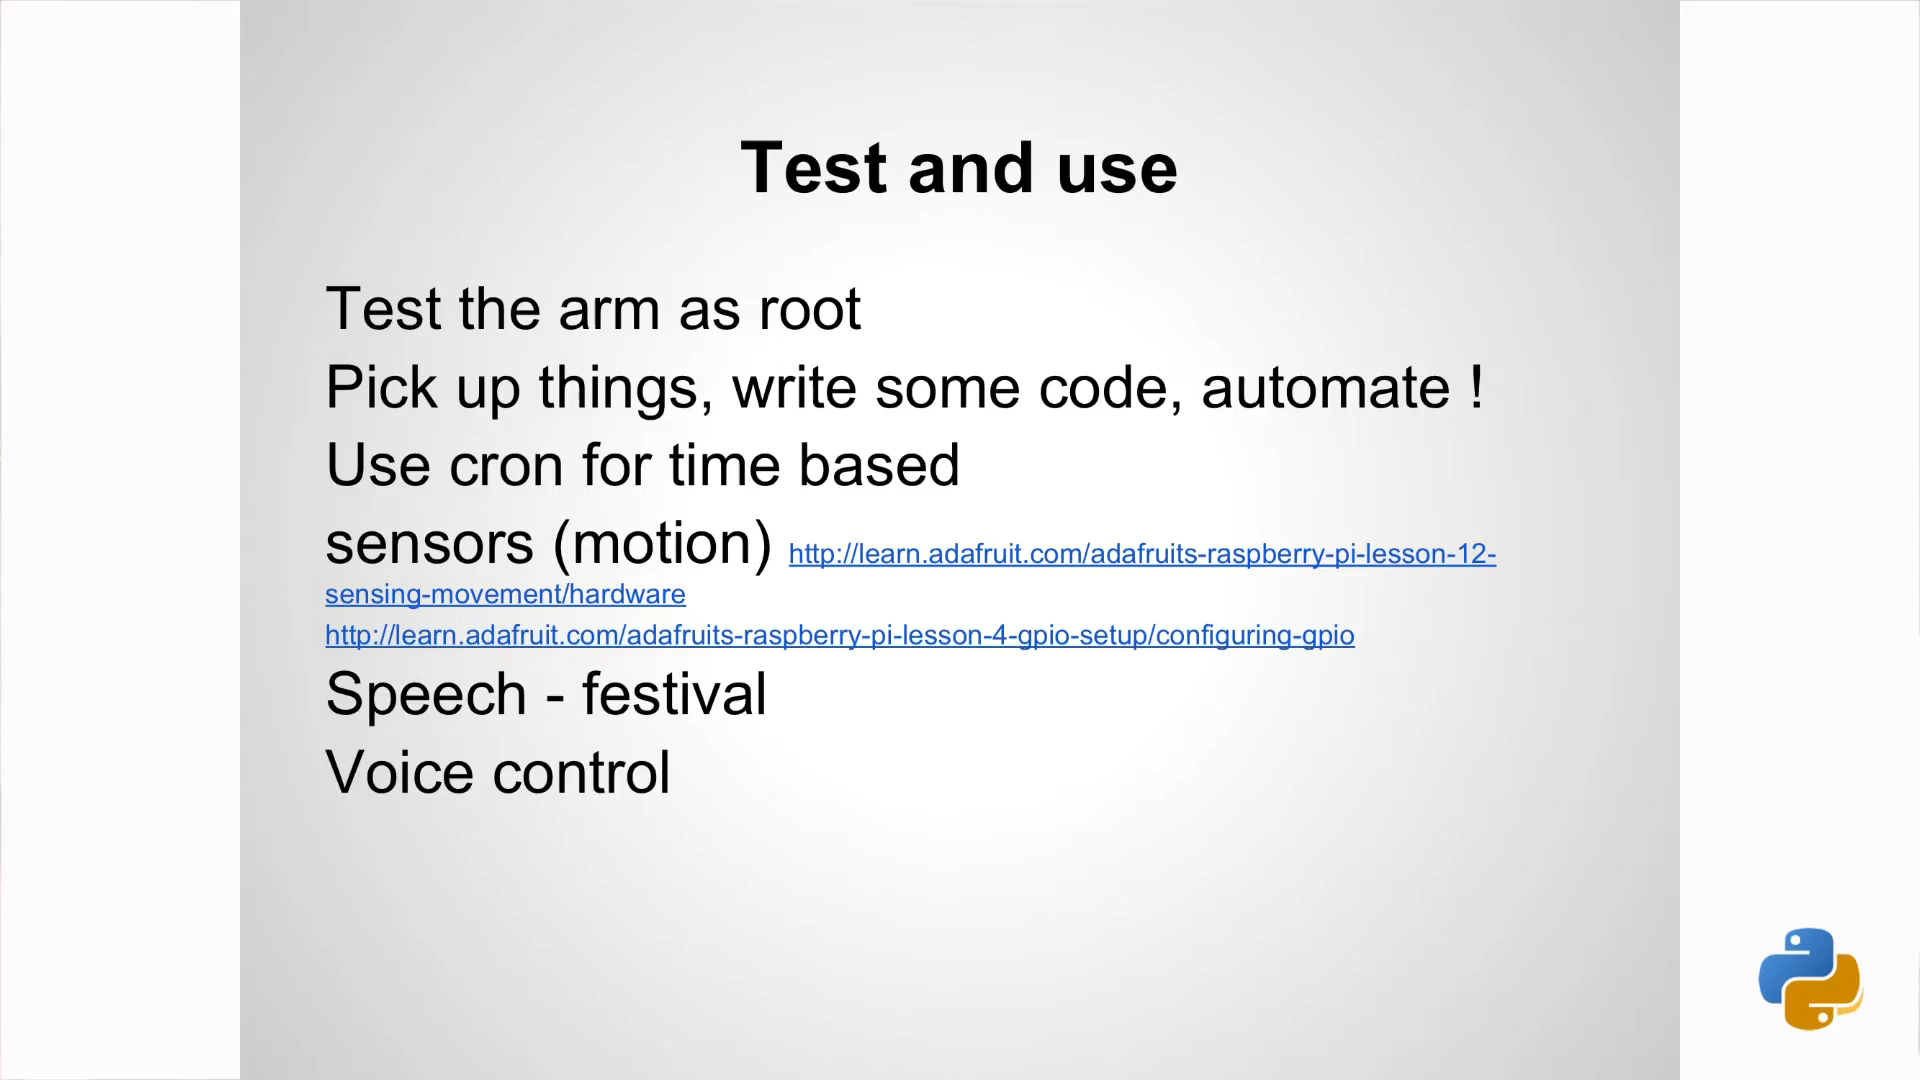 Test and use
Test the arm as root
Pick up things, write some code, automate !
Use cron for time based
sensors (motion) http://learn.adafruit.com/adafruits-raspberry-pi-lesson-12-
sensing-movement/hardware
http://learn.adafruit.com/adafruits-raspberry-pi-lesson-4-gpio-setup/configuring-gpio
Speech - festival
Voice control